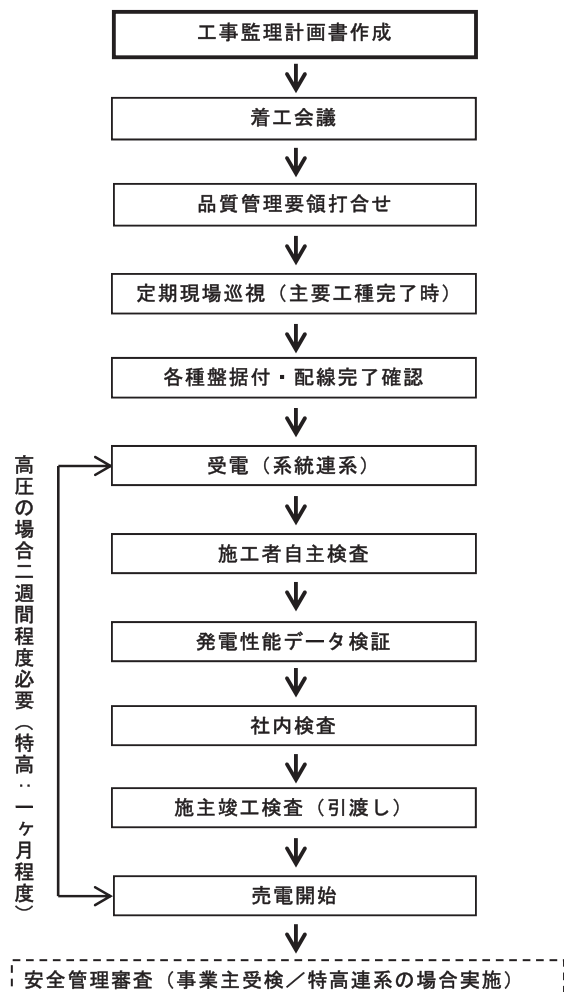 工事監理計画書作成
着工会議
品質管理要領打合せ
定期現場巡視（主要工種完了時）
各種盤据付・配線完了確認
受電（系統連系）
施工者自主検査
発電性能データ検証
社内検査
施主竣工検査（引渡し）
売電開始
安全管理審査（事業主受検／特高連系の場合実施）
高圧の場合二週間程度必要（特高：一ヶ月程度）